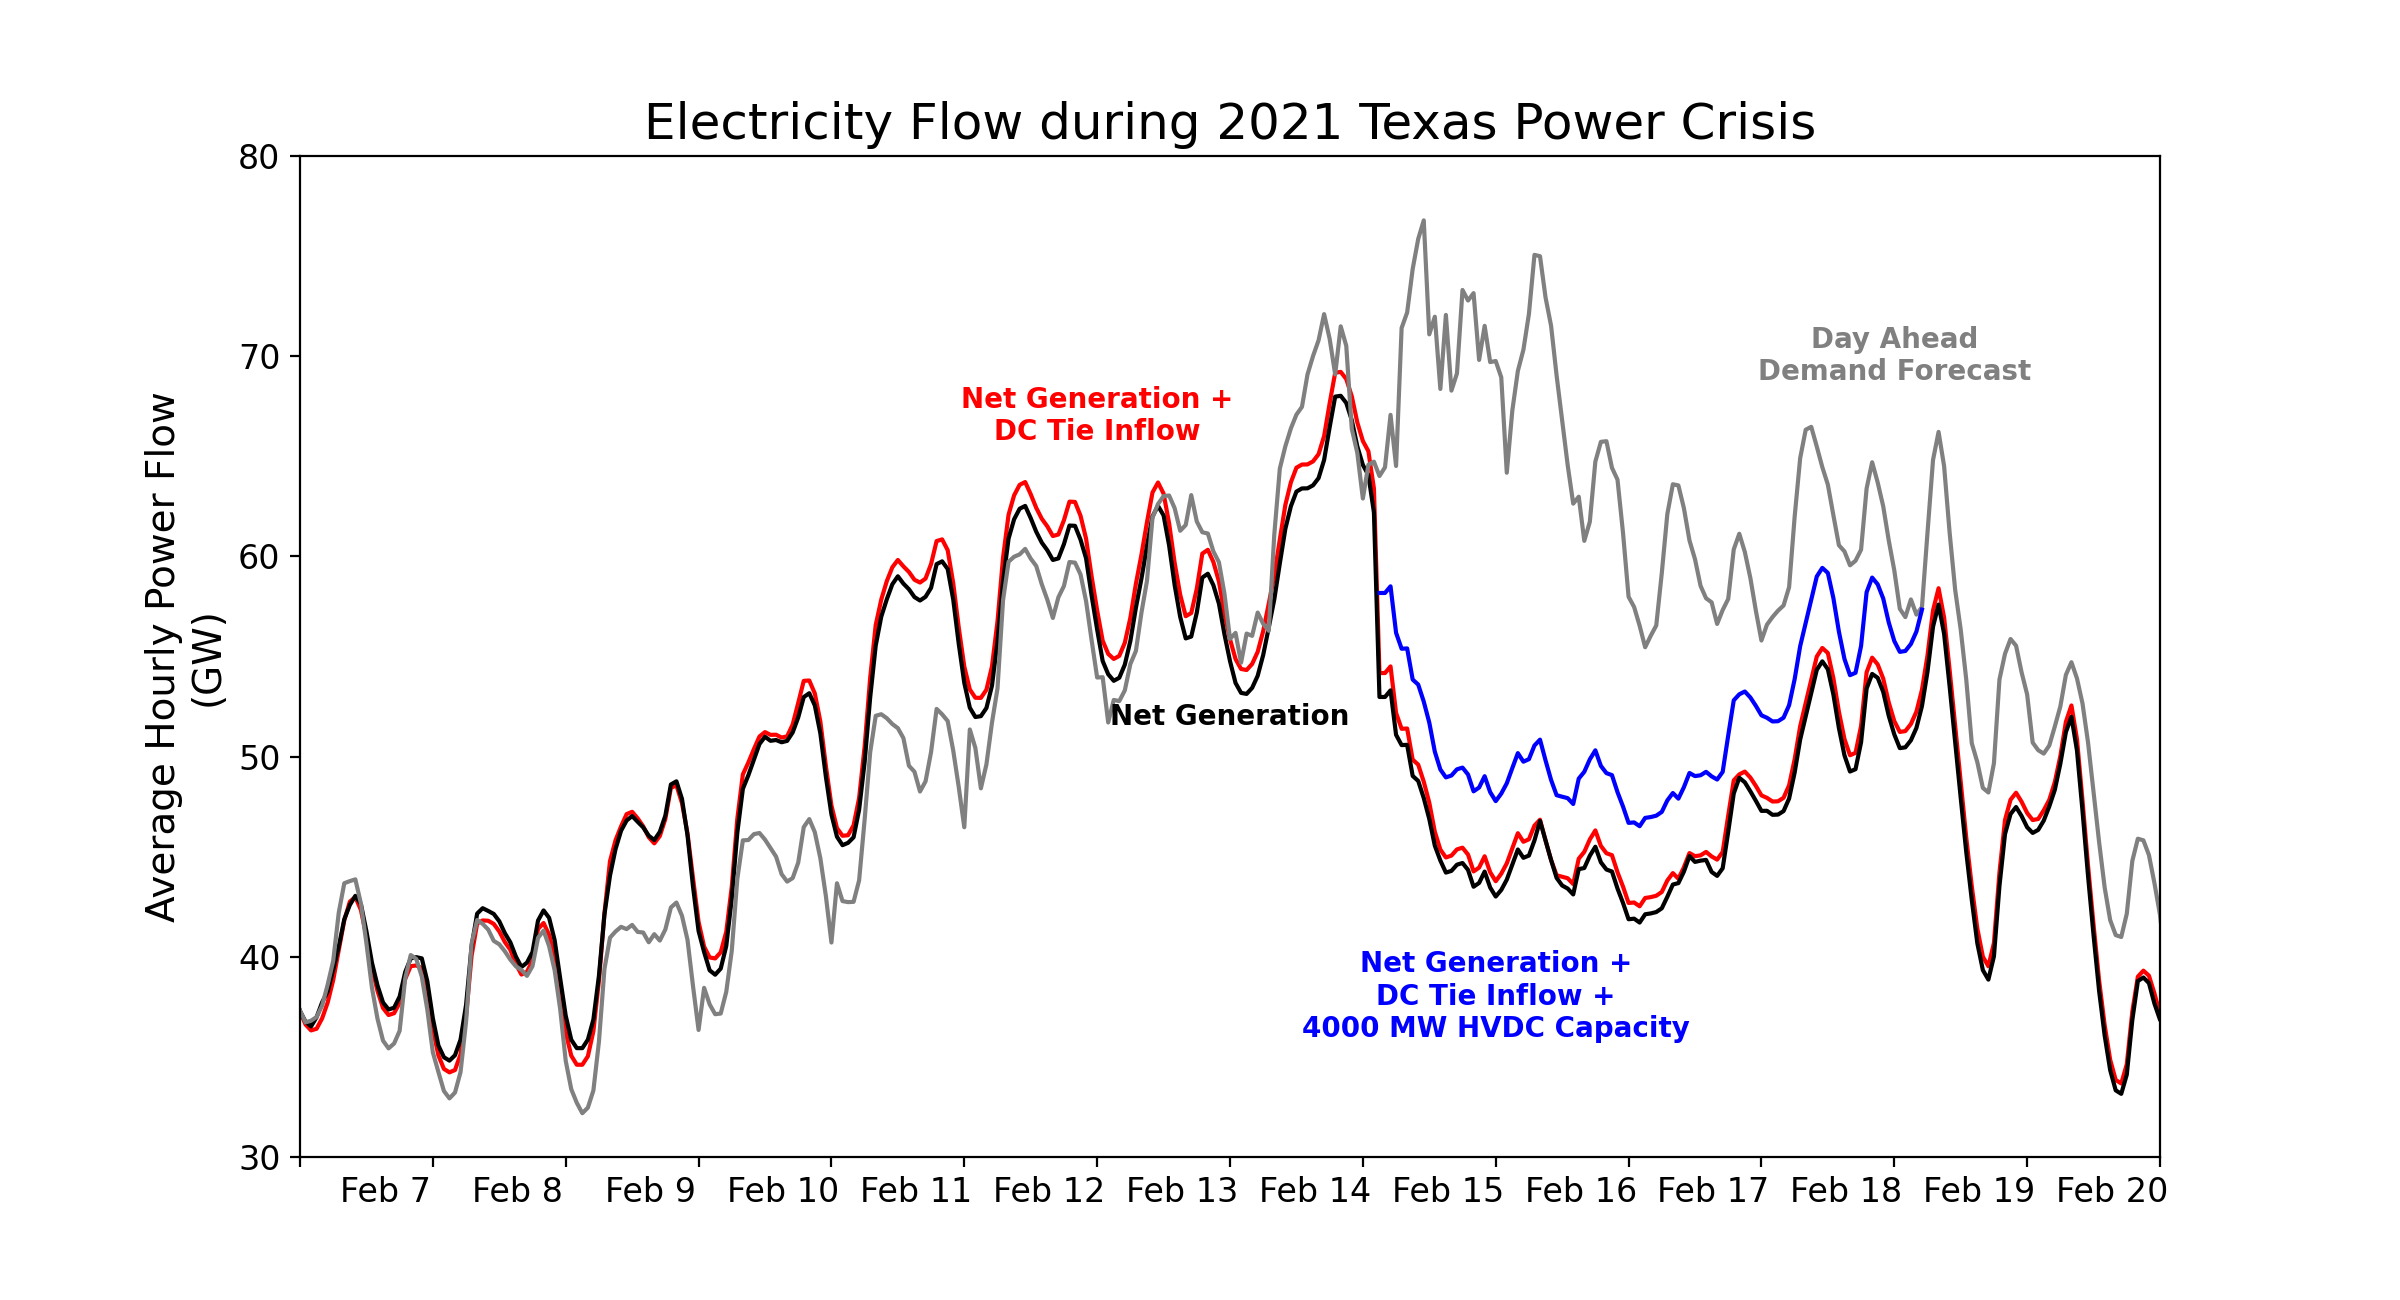 Electricity Flow during 2021 Texas Power Crisis
Average Hourly Power Flow
(GW)
80
70
60
50
40
30
Net Generation +
DC Tie Inflow
Day Ahead
Demand Forecast
Net Generation
Net Generation +
DC Tie Inflow +
4000 MW HVDC Capacity
Feb 7 Feb 8 Feb 9 Feb 10 Feb 11 Feb 12 Feb 13 Feb 14 Feb 15 Feb 16 Feb 17 Feb 18 Feb 19 Feb 20